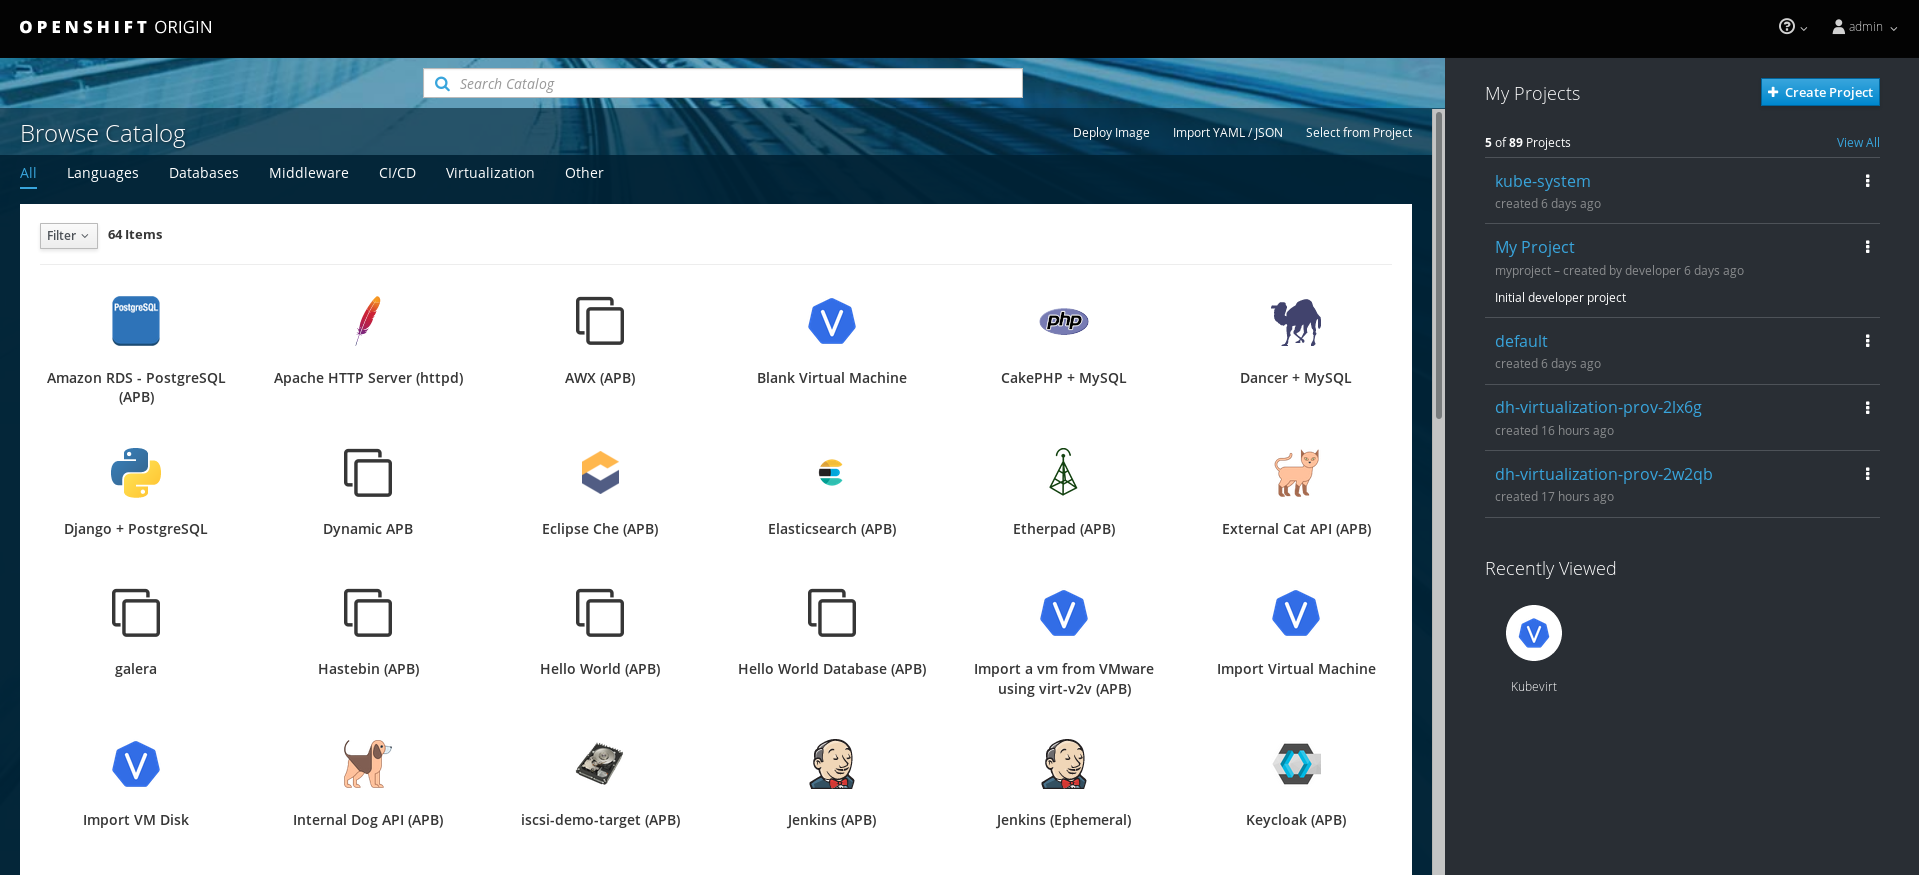 OPENSHIFT ORIGIN
admin
Search Catalog
Browse Catalog
Deploy Image
Import YAML / JSON
Select from Project
All
Languages
Databases
Middleware
CI/CD
Virtualization
Other
Filter
64 Items
PostgreSQL
Amazon RDS - PostgreSQL
(APB)
Apache HTTP Server (httpd)
AWX (APB)
V
Blank Virtual Machine
php
CakePHP + MySQL
Dancer + MySQL
Django + PostgreSQL
Dynamic APB
Eclipse Che (APB)
Elasticsearch (APB)
Etherpad (APB)
External Cat API (APB)
galera
Hastebin (APB)
Hello World (APB)
Hello World Database (APB)
V
Import a vm from VMware
using virt-v2v (APB)
V
Import Virtual Machine
V
Import VM Disk
Internal Dog API (APB)
iscsi-demo-target (APB)
Jenkins (APB)
Jenkins (Ephemeral)
Keycloak (APB)
My Projects
Create Project
5 of 89 Projects
View All
kube-system
created 6 days ago
My Project
myproject – created by developer 6 days ago
Initial developer project
default
created 6 days ago
dh-virtualization-prov-2lx6g
created 16 hours ago
dh-virtualization-prov-2w2qb
created 17 hours ago
Recently Viewed
V
Kubevirt